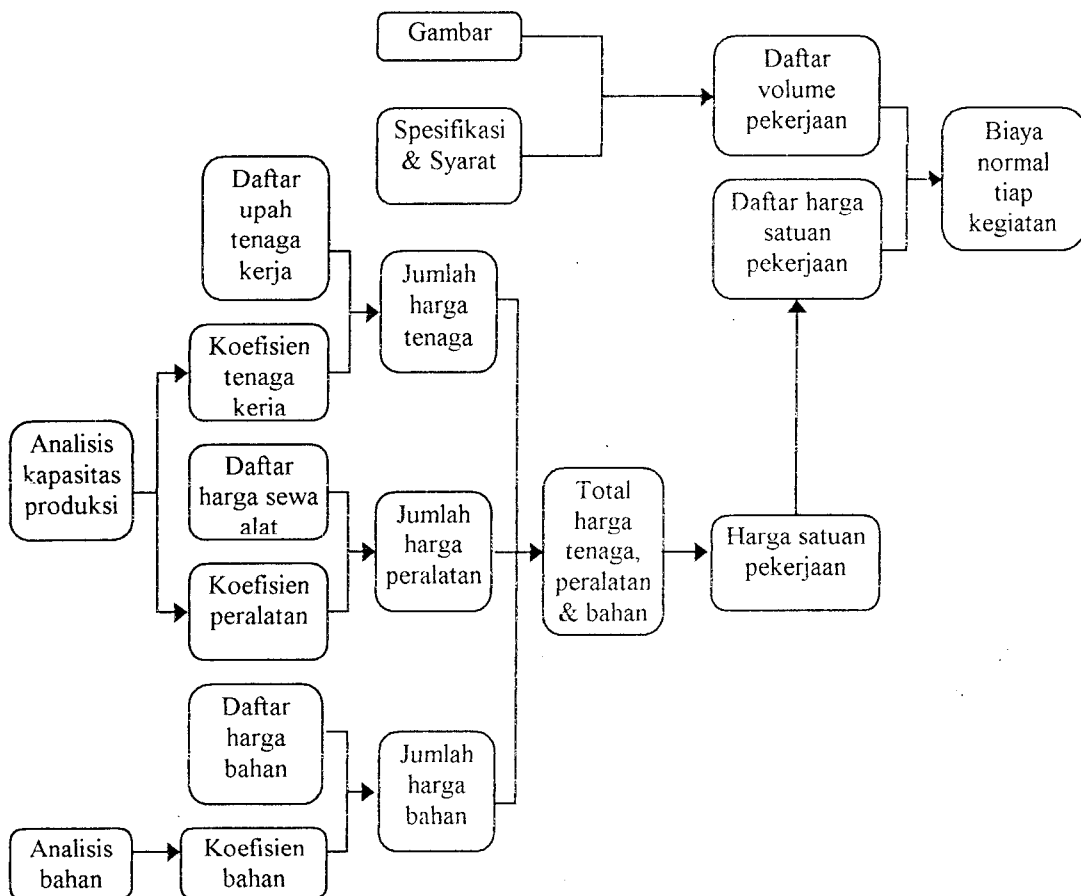 Gambar
Spesifikasi
& Syarat
Daftar
volume
pekerjaan
Biaya
normal
tiap
kegiatan
Daftar harga
satuan
pekerjaan
Daftar
upah
tenaga
kerja
Jumlah
harga
tenaga
Koefisien
tenaga
kerja
Analisis
kapasitas
produksi
Daftar
harga sewa
alat
Jumlah
harga
peralatan
Koefisien
peralatan
Total
harga
tenaga,
peralatan
& bahan
Harga satuan
pekerjaan
Daftar
harga
bahan
Jumlah
harga
bahan
Analisis
bahan
Koefisien
bahan